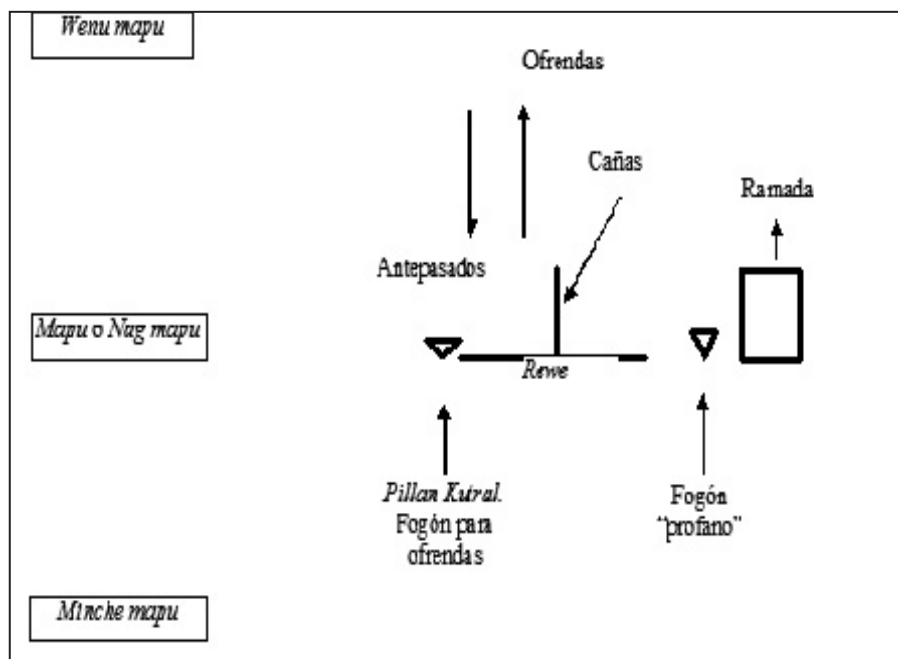 Wenu mapu
Ofrendas
Cañas
Ramada
Antepasados
Mapu o Nag mapu
Rewe
Pillan Kutral.
Fogón para
ofrendas
Fogón
“profano”
Minche mapu